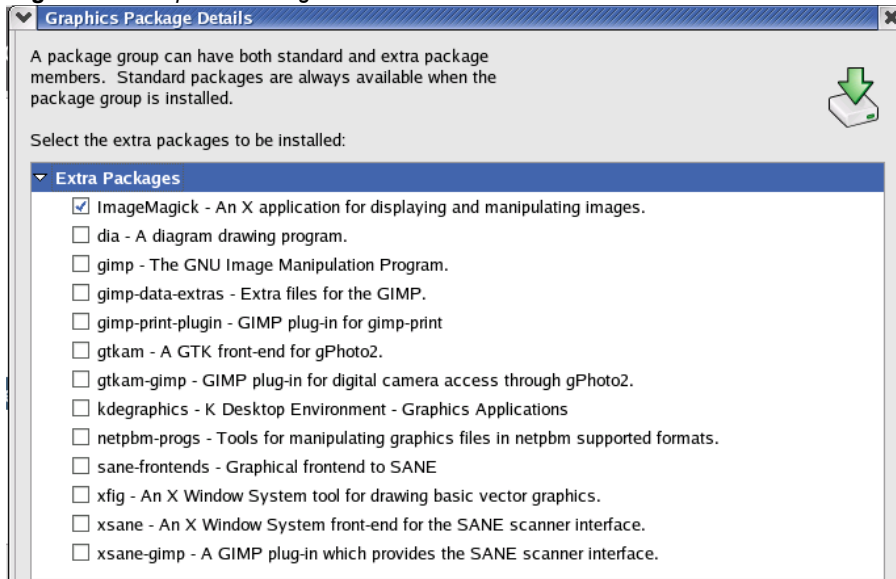 Graphics Package Details
A package group can have both standard and extra package
members. Standard packages are always available when the
package group is installed.
Select the extra packages to be installed:
Extra Packages
ImageMagick - An X application for displaying and manipulating images.
dia - A diagram drawing program.
gimp - The GNU Image Manipulation Program.
gimp-data-extras - Extra files for the GIMP.
gimp-print-plugin - GIMP plug-in for gimp-print
gtkam - A GTK front-end for gPhoto2.
gtkam-gimp - GIMP plug-in for digital camera access through gPhoto2.
kdegraphics - K Desktop Environment - Graphics Applications
netpbm-progs - Tools for manipulating graphics files in netpbm supported formats.
sane-frontends - Graphical frontend to SANE
xfig - An X Window System tool for drawing basic vector graphics.
xsane - An X Window System front-end for the SANE scanner interface.
xsane-gimp - A GIMP plug-in which provides the SANE scanner interface.